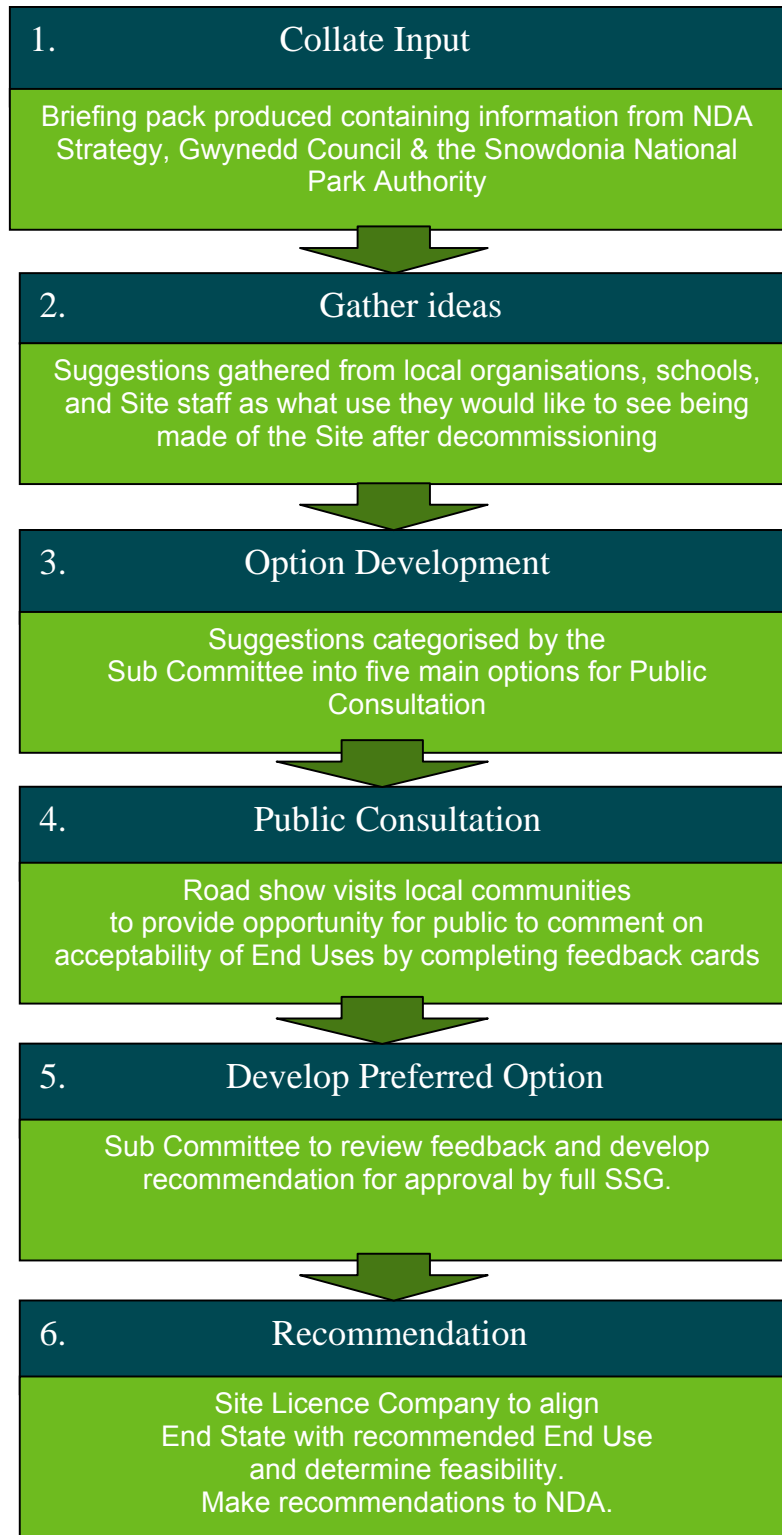 1. Collate Input
Briefing pack produced containing information from NDA
Strategy, Gwynedd Council & the Snowdonia National
Park Authority
2. Gather ideas
Suggestions gathered from local organisations, schools,
and Site staff as what use they would like to see being
made of the Site after decommissioning
3. Option Development
Suggestions categorised by the
Sub Committee into five main options for Public
Consultation
4. Public Consultation
Road show visits local communities
to provide opportunity for public to comment on
acceptability of End Uses by completing feedback cards
5. Develop Preferred Option
Sub Committee to review feedback and develop
recommendation for approval by full SSG.
6. Recommendation
Site Licence Company to align
End State with recommended End Use
and determine feasibility.
Make recommendations to NDA.